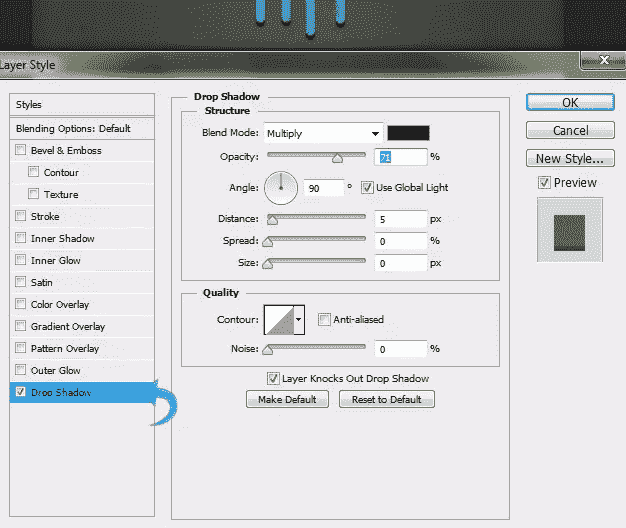 Layer Style
Styles
Blending Options: Default
Bevel & Emboss
Contour
Texture
Stroke
Inner Shadow
Inner Glow
Satin
Color Overlay
Gradient Overlay
Pattern Overlay
Outer Glow
Drop Shadow
Drop Shadow
Structure
Blend Mode: Multiply
Opacity: 71 %
Angle: 90 ° Use Global Light
Distance: 5 px
Spread: 0 %
Size: 0 px
Quality
Contour: Anti-aliased
Noise: 0 %
Layer Knocks Out Drop Shadow
Make Default Reset to Default
OK
Cancel
New Style...
Preview